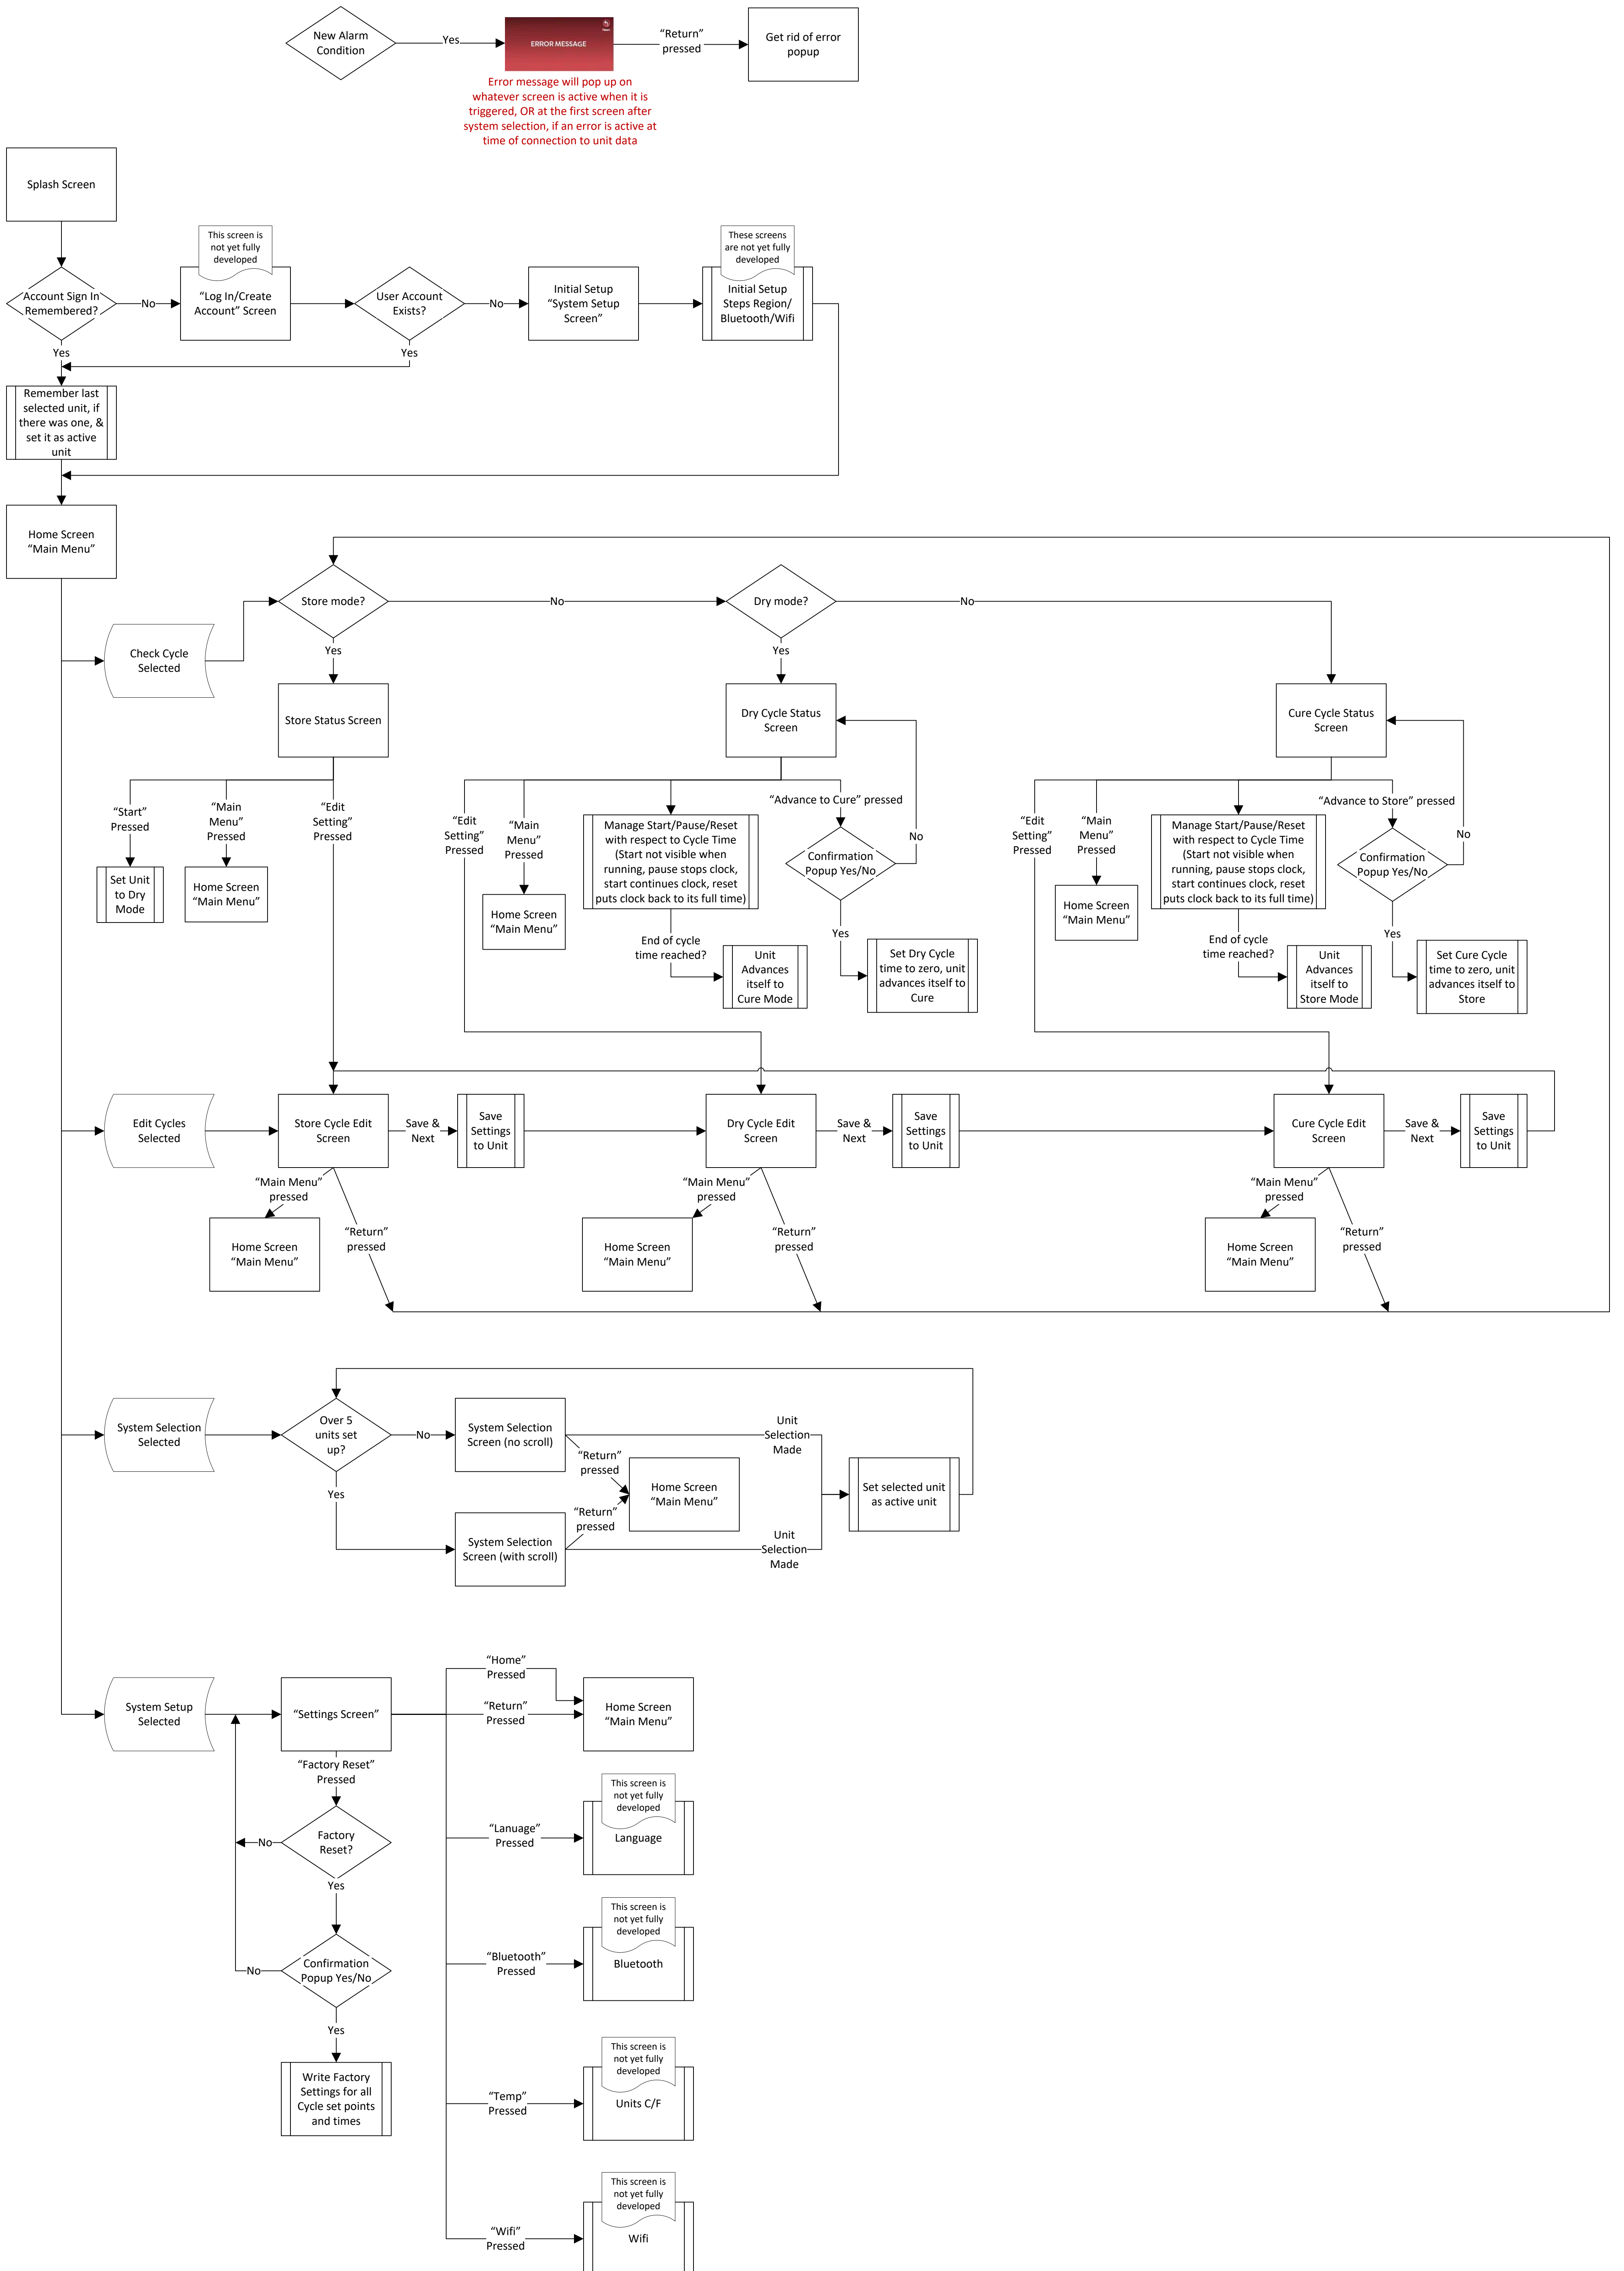 New Alarm
Condition
Yes
ERROR MESSAGE
“Return”
pressed
Get rid of error
popup
Error message will pop up on
whatever screen is active when it is
triggered, OR at the first screen after
system selection, if an error is active at
time of connection to unit data
Splash Screen
Account Sign In
Remembered?
No
This screen is
not yet fully
developed
“Log In/Create
Account” Screen
User Account
Exists?
No
Initial Setup
“System Setup
Screen”
These screens
are not yet fully
developed
Initial Setup
Steps Region/
Bluetooth/Wifi
Yes
Yes
Remember last
selected unit, if
there was one, &
set it as active
unit
Home Screen
“Main Menu”
Check Cycle
Selected
Store mode?
No
Dry mode?
No
Yes
Yes
Store Status Screen
Dry Cycle Status
Screen
Cure Cycle Status
Screen
“Start”
Pressed
“Main
Menu”
Pressed
“Edit
Setting”
Pressed
Set Unit
to Dry
Mode
Home Screen
“Main Menu”
“Edit
Setting”
Pressed
“Main
Menu”
Pressed
Home Screen
“Main Menu”
Manage Start/Pause/Reset
with respect to Cycle Time
(Start not visible when
running, pause stops clock,
start continues clock, reset
puts clock back to its full time)
End of cycle
time reached?
Unit
Advances
itself to
Cure Mode
“Advance to Cure” pressed
Confirmation
Popup Yes/No
No
Yes
Set Dry Cycle
time to zero, unit
advances itself to
Cure
“Edit
Setting”
Pressed
“Main
Menu”
Pressed
Home Screen
“Main Menu”
Manage Start/Pause/Reset
with respect to Cycle Time
(Start not visible when
running, pause stops clock,
start continues clock, reset
puts clock back to its full time)
End of cycle
time reached?
Unit
Advances
itself to
Store Mode
“Advance to Store” pressed
Confirmation
Popup Yes/No
No
Yes
Set Cure Cycle
time to zero, unit
advances itself to
Store
Edit Cycles
Selected
Store Cycle Edit
Screen
Save &
Next
Save
Settings
to Unit
Dry Cycle Edit
Screen
Save &
Next
Save
Settings
to Unit
Cure Cycle Edit
Screen
Save &
Next
Save
Settings
to Unit
“Main Menu”
pressed
Home Screen
“Main Menu”
“Return”
pressed
“Main Menu”
pressed
Home Screen
“Main Menu”
“Return”
pressed
“Main Menu”
pressed
Home Screen
“Main Menu”
“Return”
pressed
System Selection
Selected
Over 5
units set
up?
No
System Selection
Screen (no scroll)
“Return”
pressed
Unit
Selection
Made
Home Screen
“Main Menu”
Set selected unit
as active unit
Yes
System Selection
Screen (with scroll)
“Return”
pressed
Unit
Selection
Made
System Setup
Selected
“Settings Screen”
“Home”
Pressed
“Return”
Pressed
Home Screen
“Main Menu”
“Factory Reset”
Pressed
Factory
Reset?
No
Yes
Confirmation
Popup Yes/No
No
Yes
Write Factory
Settings for all
Cycle set points
and times
“Lanuage”
Pressed
This screen is
not yet fully
developed
Language
“Bluetooth”
Pressed
This screen is
not yet fully
developed
Bluetooth
“Temp”
Pressed
This screen is
not yet fully
developed
Units C/F
“Wifi”
Pressed
This screen is
not yet fully
developed
Wifi